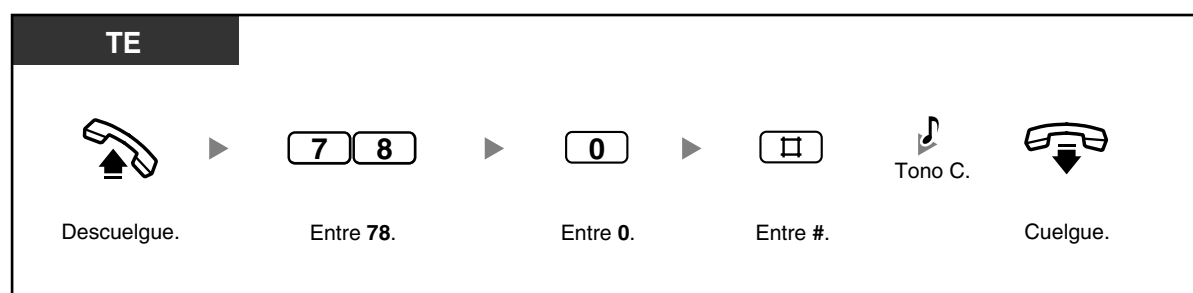 TE
7 8 0 #
Tono C.
Descuelgue. Entre 78. Entre 0. Entre #. Cuelgue.